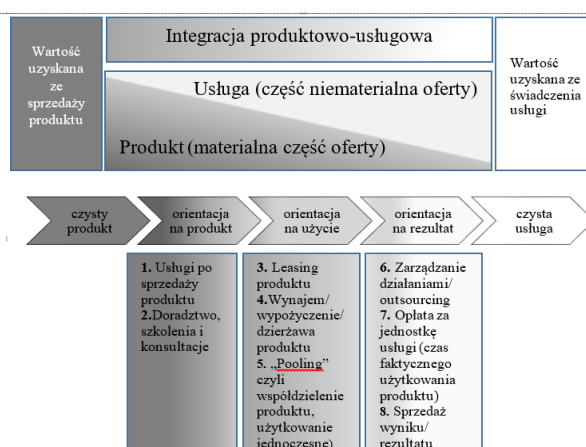 Wartość
uzyskana
ze
sprzedaży
produktu
Integracja produktowo-usługowa
Usługa (część niematerialna oferty)
Produkt (materialna część oferty)
Wartość
uzyskana ze
świadczenia
usługi
czysty
produkt
orientacja
na produkt
orientacja
na użycie
orientacja
na rezultat
czysta
usługa
1. Usługi po
sprzedaży
produktu
2.Doradztwo,
szkolenia i
konsultacje
3. Leasing
produktu
4.Wynajem/
wypożyczenie/
dzierżawa
produktu
5. „Pooling”
czyli
współdzielenie
produktu,
użytkowanie
jednoczesne)
6. Zarządzanie
działaniami/
outsourcing
7. Opłata za
jednostkę
usługi (czas
faktycznego
użytkowania
produktu)
8. Sprzedaż
wyniku/
rezultatu